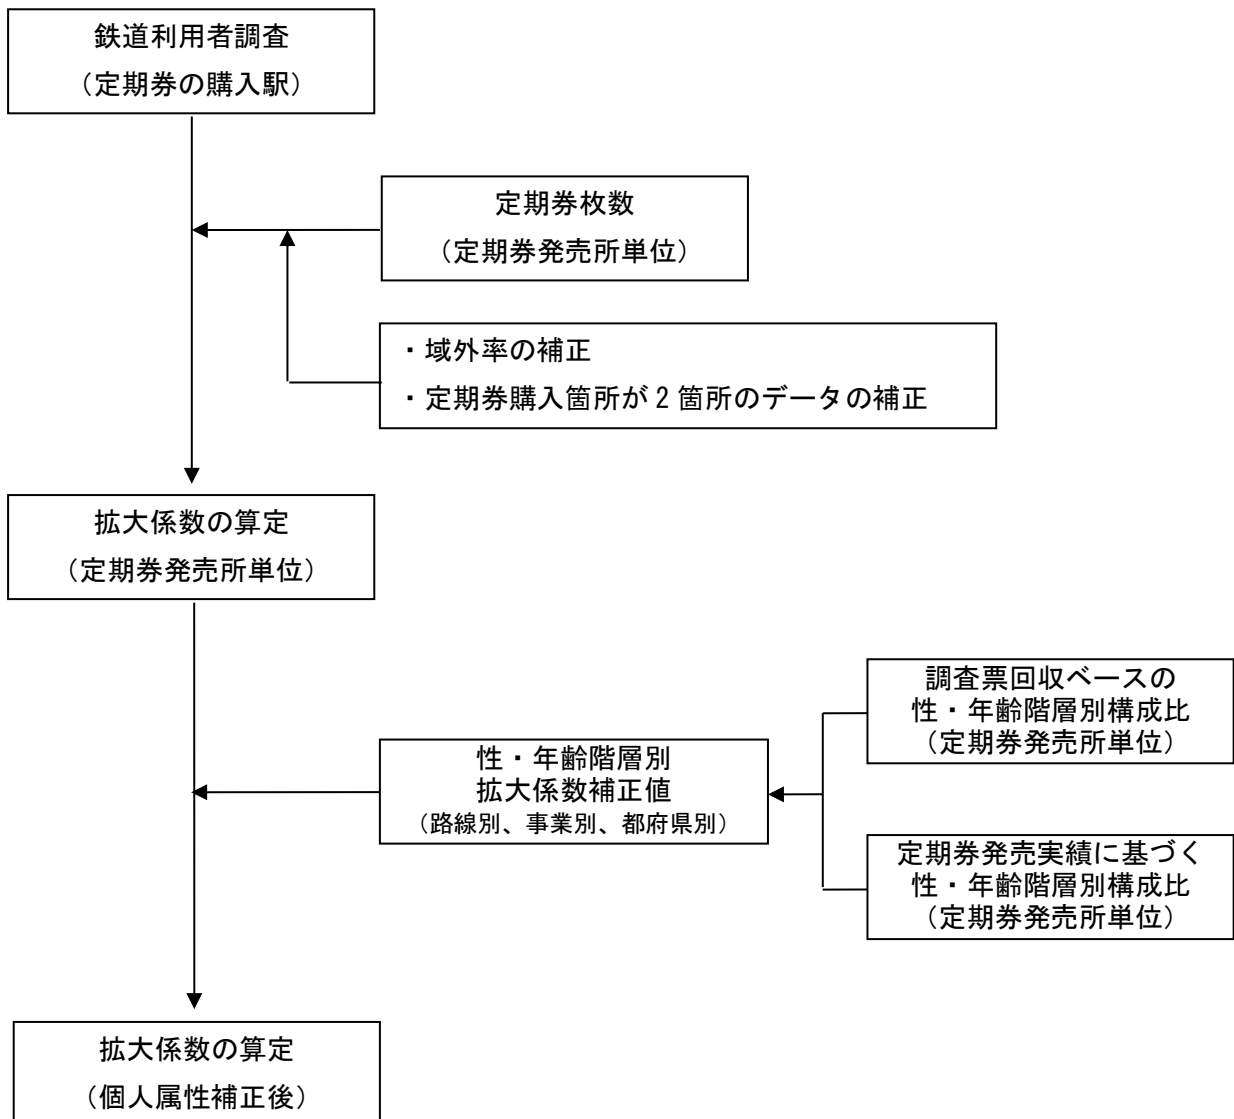 鉄道利用者調査
（定期券の購入駅）
定期券枚数
（定期券発売所単位）
・域外率の補正
・定期券購入箇所が２箇所のデータの補正
拡大係数の算定
（定期券発売所単位）
調査票回収ベースの
性・年齢階層別構成比
（定期券発売所単位）
性・年齢階層別
拡大係数補正値
（路線別、事業別、都府県別）
定期券発売実績に基づく
性・年齢階層別構成比
（定期券発売所単位）
拡大係数の算定
（個人属性補正後）